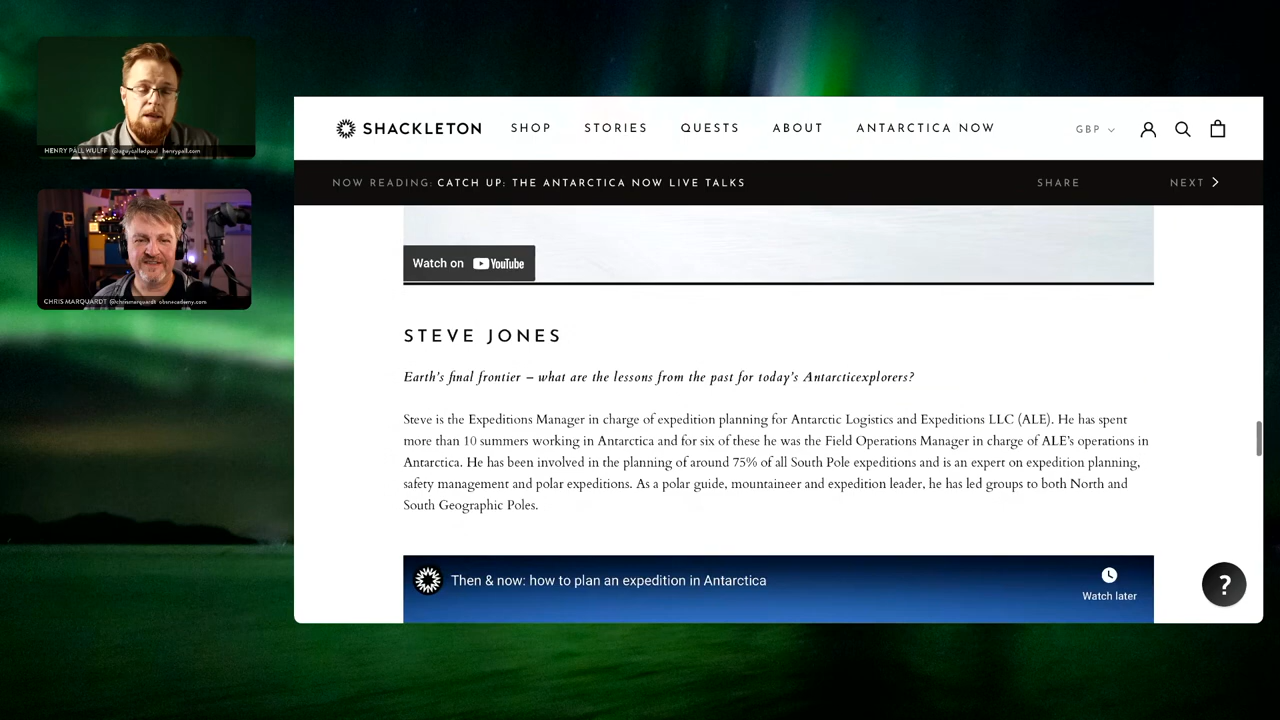 HENRY PÁLL WULFF @aguycalledpaul henrypall.com
CHRIS MARQUARDT @chrismarquardt absnacademy.com
SHACKLETON SHOP STORIES QUESTS ABOUT ANTARCTICA NOW GBP
NOW READING: CATCH UP: THE ANTARCTICA NOW LIVE TALKS SHARE NEXT
Watch on YouTube
STEVE JONES
Earth's final frontier – what are the lessons from the past for today's Antarcticexplorers?
Steve is the Expeditions Manager in charge of expedition planning for Antarctic Logistics and Expeditions LLC (ALE). He has spent
more than 10 summers working in Antarctica and for six of these he was the Field Operations Manager in charge of ALE's operations in
Antarctica. He has been involved in the planning of around 75% of all South Pole expeditions and is an expert on expedition planning,
safety management and polar expeditions. As a polar guide, mountaineer and expedition leader, he has led groups to both North and
South Geographic Poles.
Then & now: how to plan an expedition in Antarctica
Watch later
?